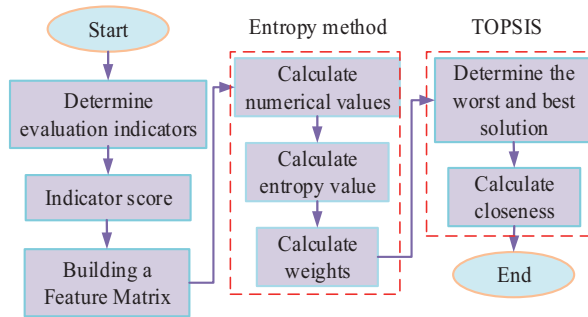 Start
Determine
evaluation indicators
Indicator score
Building a
Feature Matrix
Entropy method
Calculate
numerical values
Calculate
entropy value
Calculate
weights
TOPSIS
Determine the
worst and best
solution
Calculate
closeness
End